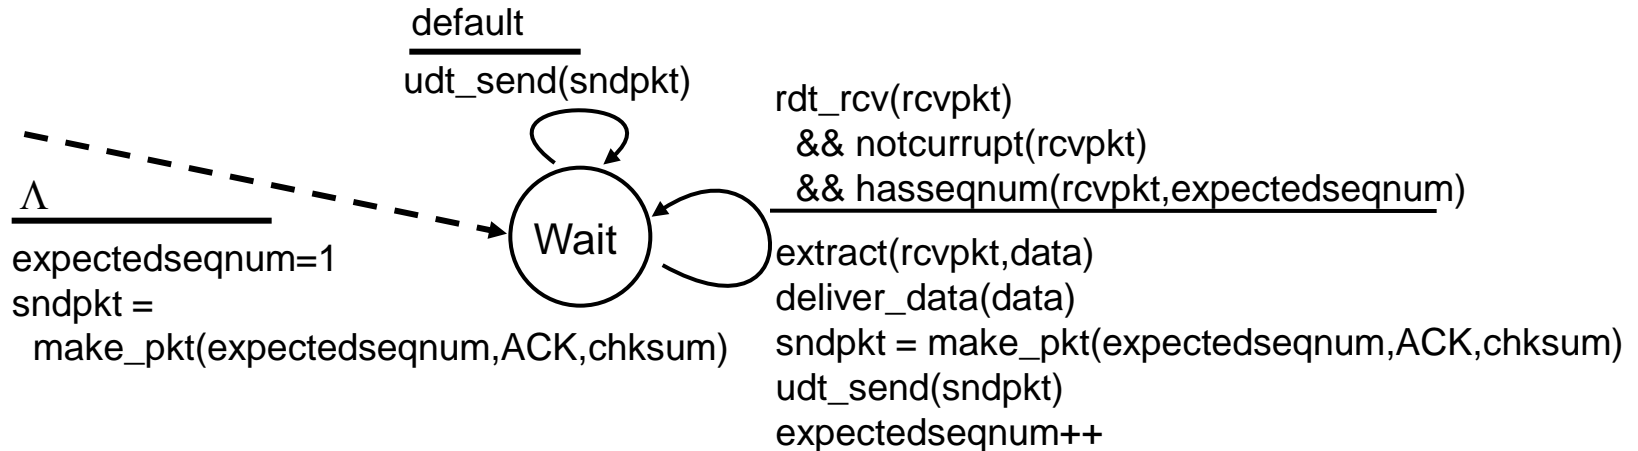 default
udt_send(sndpkt)
rdt_rcv(rcvpkt)
&& notcurrupt(rcvpkt)
&& hasseqnum(rcvpkt,expectedseqnum)
Λ
expectedseqnum=1
sndpkt =
make_pkt(expectedseqnum,ACK,chksum)
Wait
extract(rcvpkt,data)
deliver_data(data)
sndpkt = make_pkt(expectedseqnum,ACK,chksum)
udt_send(sndpkt)
expectedseqnum++